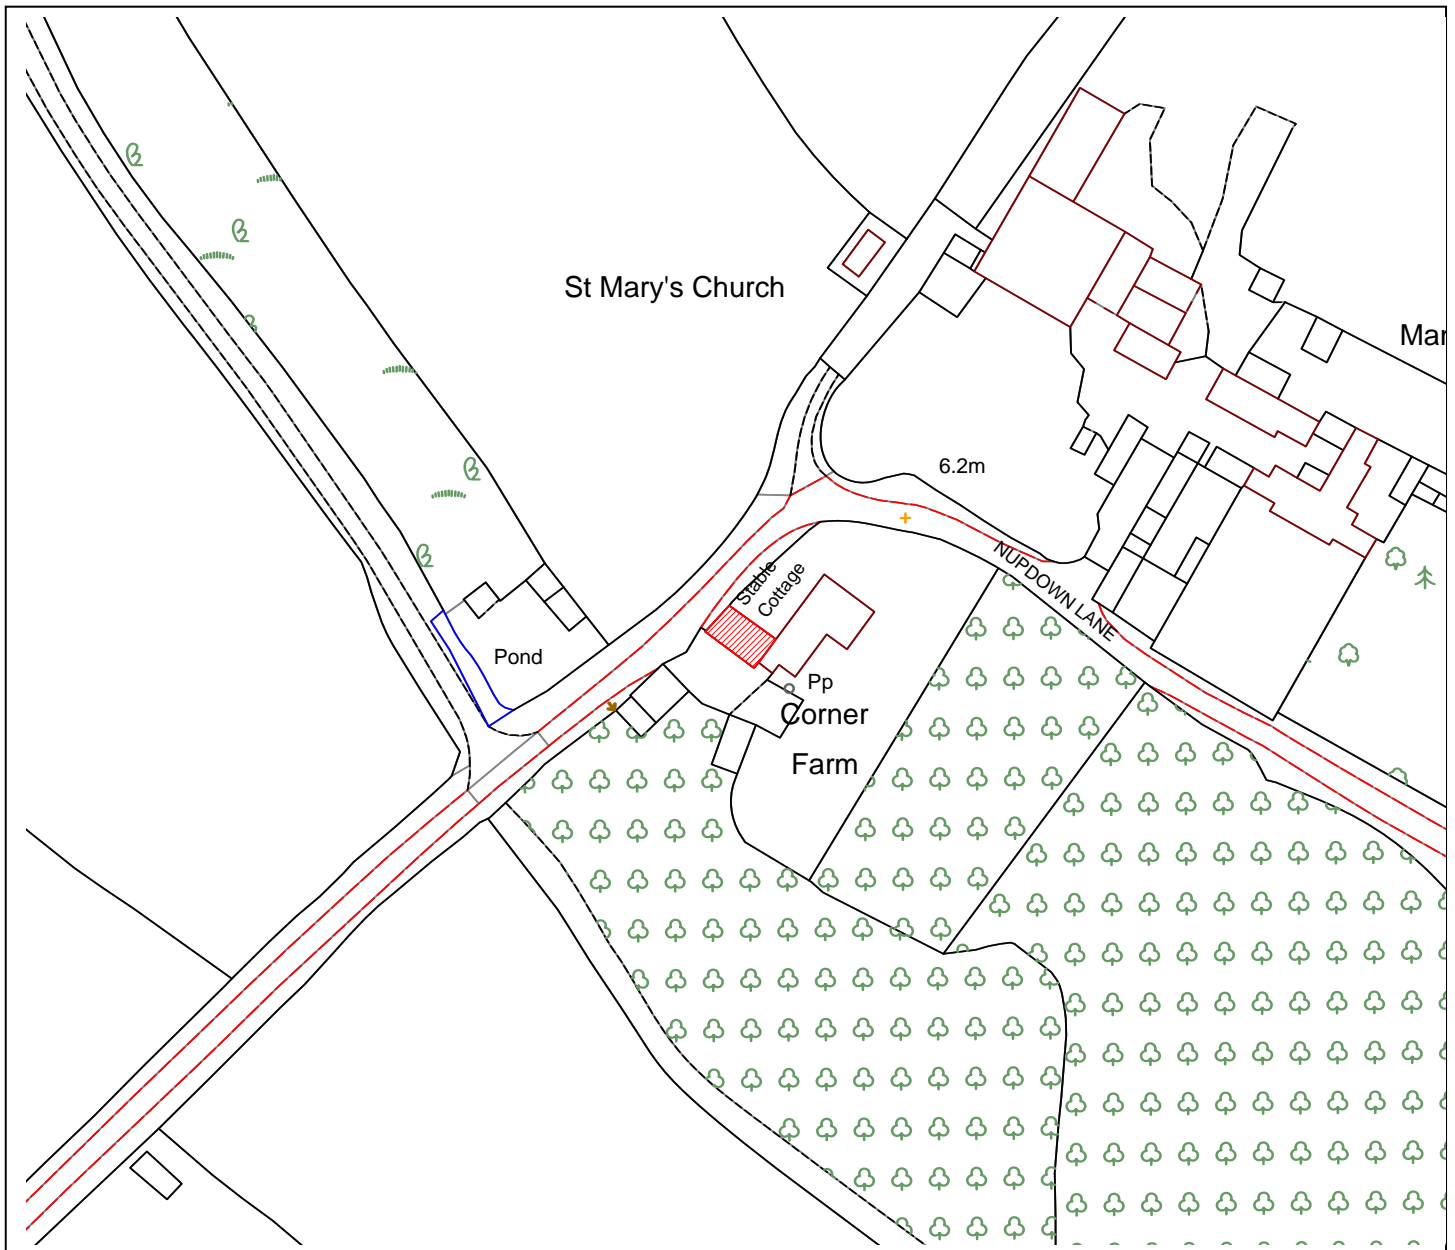 St Mary's Church
Mar
6.2m
NUPDOWN LANE
Stable
Cottage
Pond
Pp
Corner
Farm